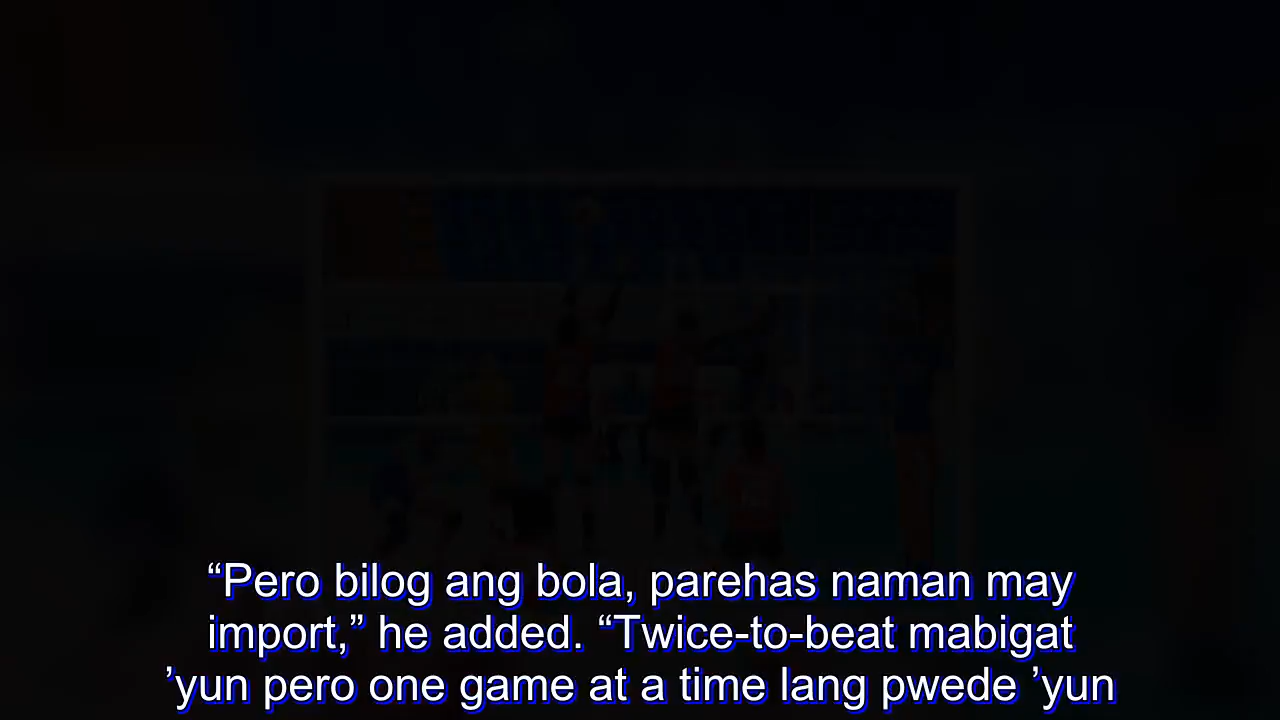 “Pero bilog ang bola, parehas naman may
import,” he added. “Twice-to-beat mabigat
’yun pero one game at a time lang pwede ’yun